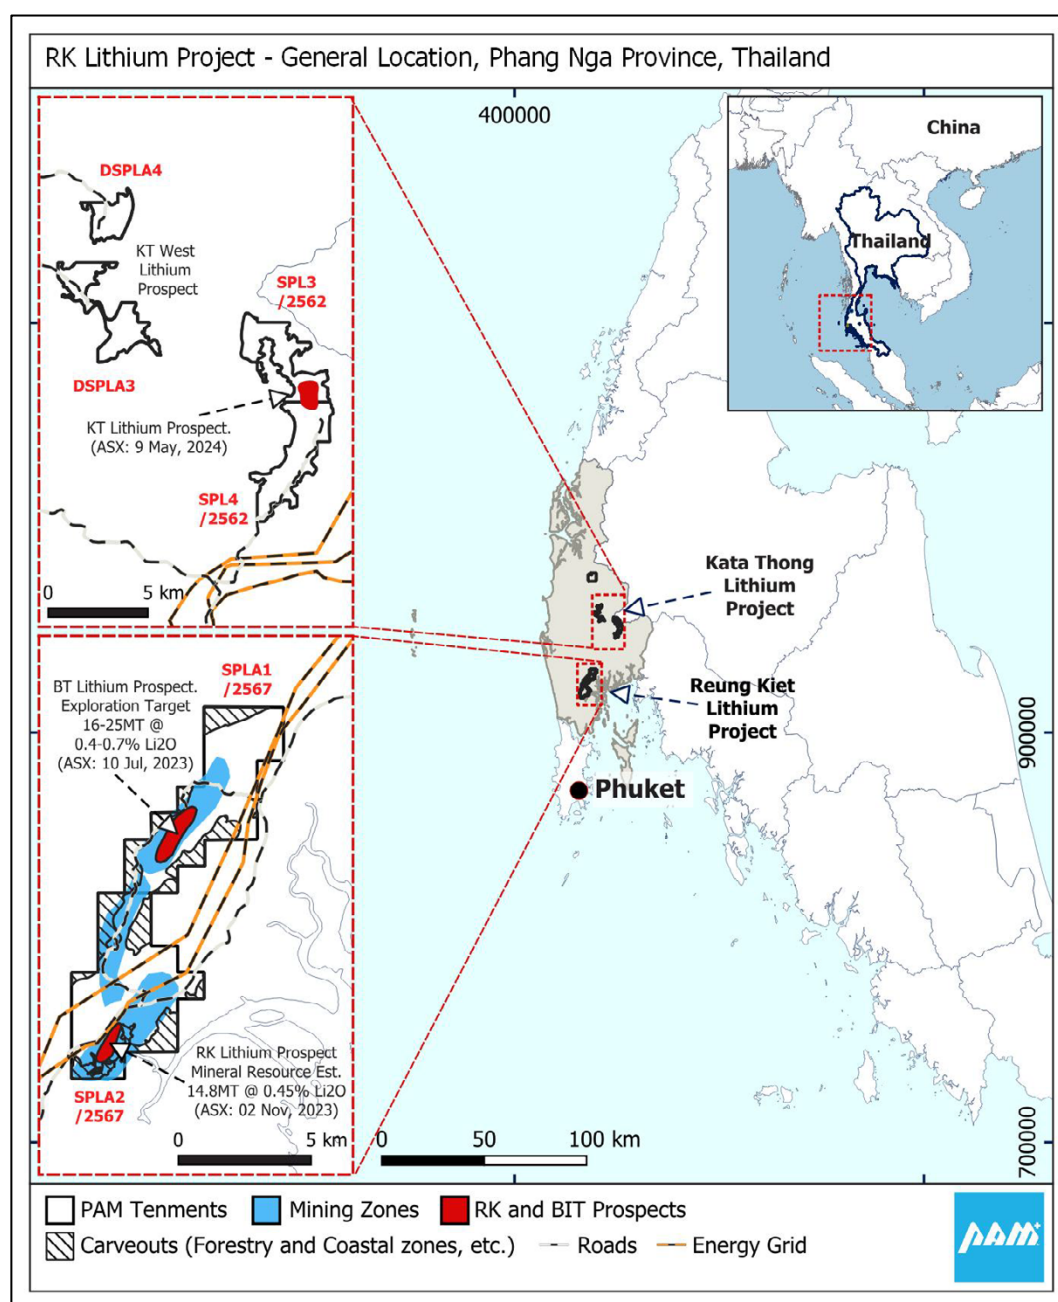 RK Lithium Project - General Location, Phang Nga Province, Thailand
400000
China
Thailand
DSPLA4
KT West
Lithium
Prospect
SPL3
/2562
DSPLA3
KT Lithium Prospect.
(ASX: 9 May, 2024)
SPL4
/2562
0
5 km
Kata Thong
Lithium
Project
Reung Kiet
Lithium
Project
Phuket
900000
SPLA1
/2567
BT Lithium Prospect.
Exploration Target
16-25MT @
0.4-0.7% Li2O
(ASX: 10 Jul, 2023)
RK Lithium Prospect
Mineral Resource Est.
14.8MT @ 0.45% Li2O
(ASX: 02 Nov, 2023)
SPLA2
/2567
0
5 km
0
50
100 km
700000
PAM Tenments
Mining Zones
RK and BIT Prospects
Carveouts (Forestry and Coastal zones, etc.)
Roads
Energy Grid
PAM+